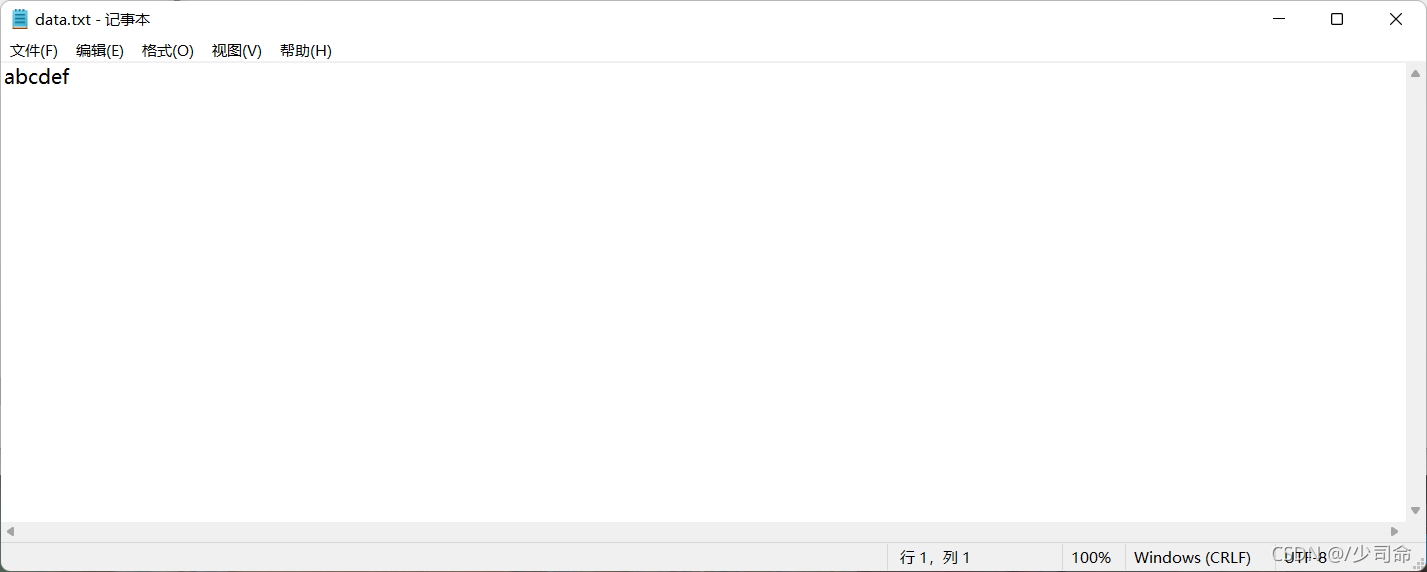 data.txt - 记事本
文件(F) 编辑(E) 格式(O) 视图(V) 帮助(H)
abcdef
行 1，列 1 100% Windows (CRLF) UTF-8
CSDN @/少司命